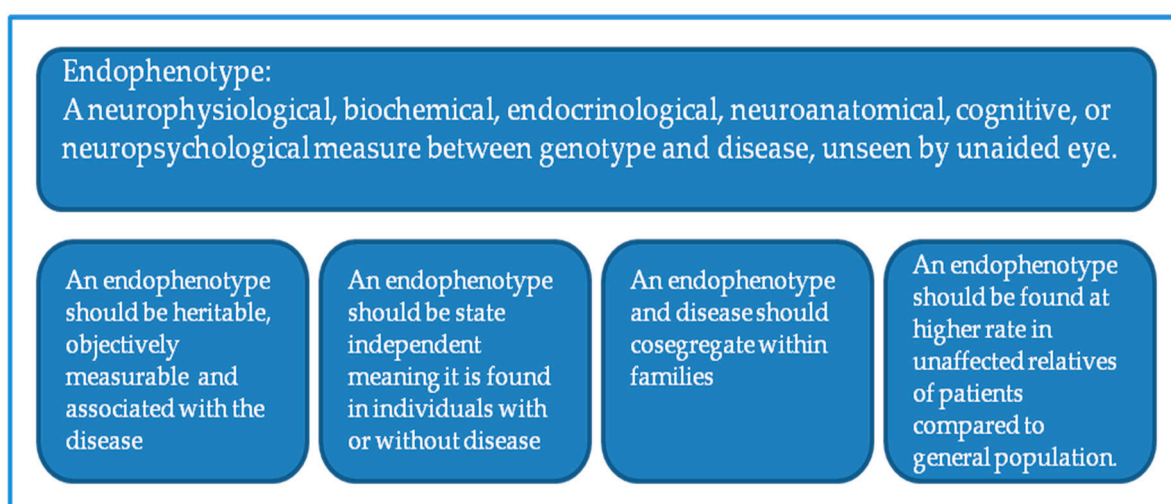 Endophenotype:
A neurophysiological, biochemical, endocrinological, neuroanatomical, cognitive, or
neuropsychological measure between genotype and disease, unseen by unaided eye.
An endophenotype
should be heritable,
objectively
measurable and
associated with the
disease
An endophenotype
should be state
independent
meaning it is found
in individuals with
or without disease
An endophenotype
and disease should
cosegregate within
families
An endophenotype
should be found at
higher rate in
unaffected relatives
of patients
compared to
general population.